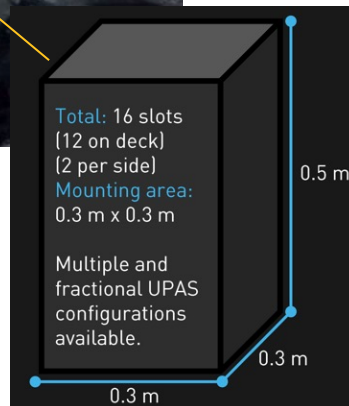 Total: 16 slots
(12 on deck)
(2 per side)
Mounting area:
0.3 m x 0.3 m
Multiple and
fractional UPAS
configurations
available.
0.5 m
0.3 m
0.3 m